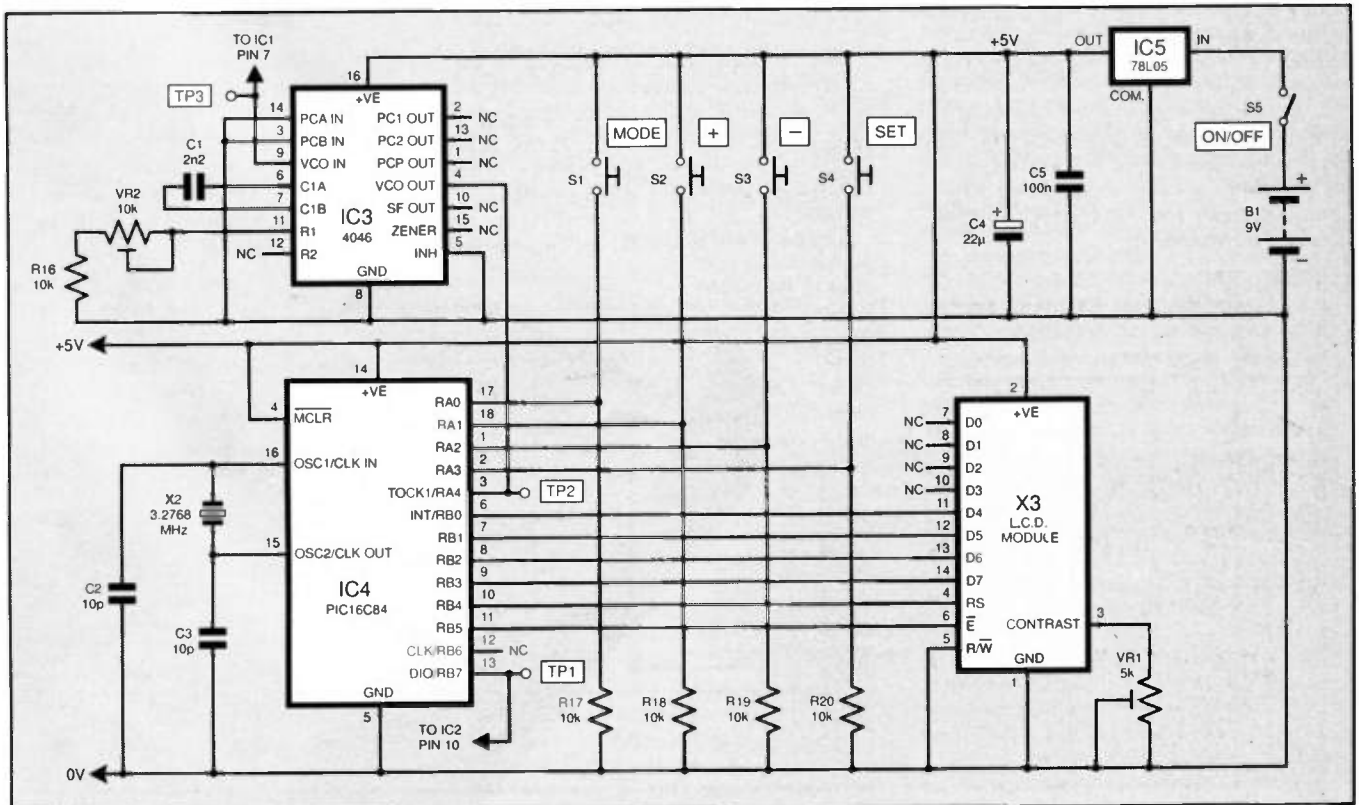 TO IC1
PIN 7
TP3
16
+VE
14 PCA IN
3 PCB IN
9 VCO IN
6 C1A
7 C1B
11 R1
12 R2
NC
PC1 OUT 2 NC
PC2 OUT 13 NC
PCP OUT 1 NC
VCO OUT 4
SF OUT 10 NC
ZENER 15 NC
INH 5
IC3
4046
GND
8
C1
2n2
VR2
10k
R16
10k
MODE
S1
+
S2
−
S3
SET
S4
+5V
C4
22µ
+
C5
100n
OUT
IC5
78L05
IN
COM.
S5
ON/OFF
+
B1
9V
−
+5V
14
+VE
4 MCLR
16 OSC1/CLK IN
15 OSC2/CLK OUT
IC4
PIC16C84
RA0 17
RA1 18
RA2 1
RA3 2
TOCK1/RA4 3
TP2
INT/RB0 6
RB1 7
RB2 8
RB3 9
RB4 10
RB5 11
CLK/RB6 12 NC
DIO/RB7 13
TP1
GND
5
TO IC2
PIN 10
X2
3.2768
MHz
C2
10p
C3
10p
0V
R17
10k
R18
10k
R19
10k
R20
10k
2
+VE
NC 7 D0
NC 8 D1
NC 9 D2
NC 10 D3
11 D4
12 D5
13 D6
14 D7
4 RS
6 E
5 R/W
X3
L.C.D.
MODULE
CONTRAST 3
GND
1
VR1
5k